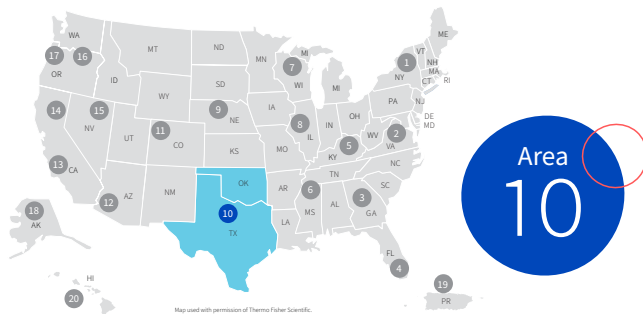 WA
17
16
OR
ID
MT
WY
ND
SD
MN
MI
7
WI
MI
ME
VT
1
NH
MA
NY
CT
RI
14
15
NV
UT
11
CO
9
NE
IA
8
IL
IN
OH
PA
NJ
DE
MD
WV
2
VA
5
KY
KS
MO
13
CA
12
AZ
NM
OK
10
TX
AR
TN
NC
SC
6
MS
AL
3
GA
LA
FL
4
18
AK
HI
20
19
PR
Map used with permission of Thermo Fisher Scientific.
Area
10